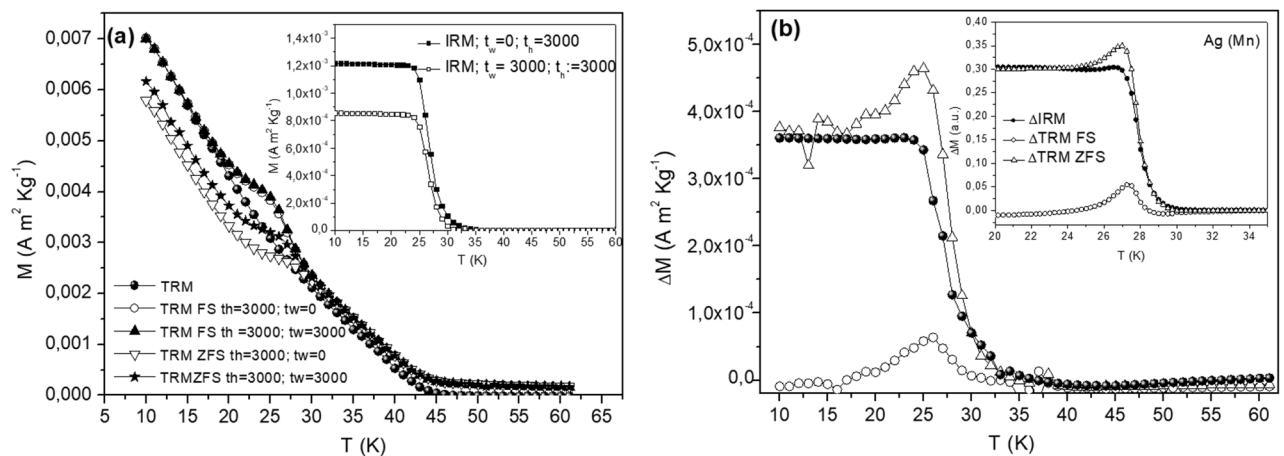 (a)
0,007
0,006
0,005
0,004
0,003
0,002
0,001
0,000
M (A m² Kg⁻¹)
5 10 15 20 25 30 35 40 45 50 55 60 65
T (K)
TRM
TRM FS th=3000; tw=0
TRM FS th =3000; tw=3000
TRM ZFS th=3000; tw=0
TRMZFS th=3000; tw=3000
1,4x10⁻³
1,2x10⁻³
1,0x10⁻³
8,0x10⁻⁴
6,0x10⁻⁴
4,0x10⁻⁴
2,0x10⁻⁴
0,0
M (A m² Kg⁻¹)
IRM; t_w=0; t_h=3000
IRM; t_w= 3000; t_h:=3000
10 15 20 25 30 35 40 45 50 55 60
T (K)
(b)
5,0x10⁻⁴
4,0x10⁻⁴
3,0x10⁻⁴
2,0x10⁻⁴
1,0x10⁻⁴
0,0
ΔM (A m² Kg⁻¹)
10 15 20 25 30 35 40 45 50 55 60
T (K)
Ag (Mn)
0,40
0,35
0,30
0,25
0,20
0,15
0,10
0,05
0,00
ΔM (a.u.)
ΔIRM
ΔTRM FS
ΔTRM ZFS
20 22 24 26 28 30 32 34
T (K)